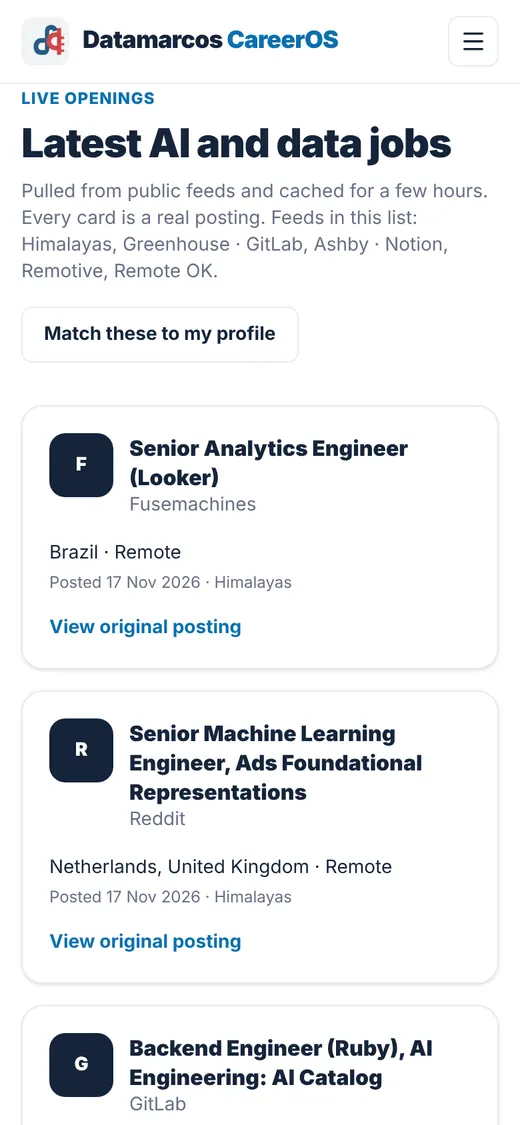 Datamarcos CareerOS
LIVE OPENINGS
Latest AI and data jobs
Pulled from public feeds and cached for a few hours.
Every card is a real posting. Feeds in this list:
Himalayas, Greenhouse · GitLab, Ashby · Notion,
Remotive, Remote OK.
Match these to my profile
F
Senior Analytics Engineer
(Looker)
Fusemachines
Brazil · Remote
Posted 17 Nov 2026 · Himalayas
View original posting
R
Senior Machine Learning
Engineer, Ads Foundational
Representations
Reddit
Netherlands, United Kingdom · Remote
Posted 17 Nov 2026 · Himalayas
View original posting
G
Backend Engineer (Ruby), AI
Engineering: AI Catalog
GitLab